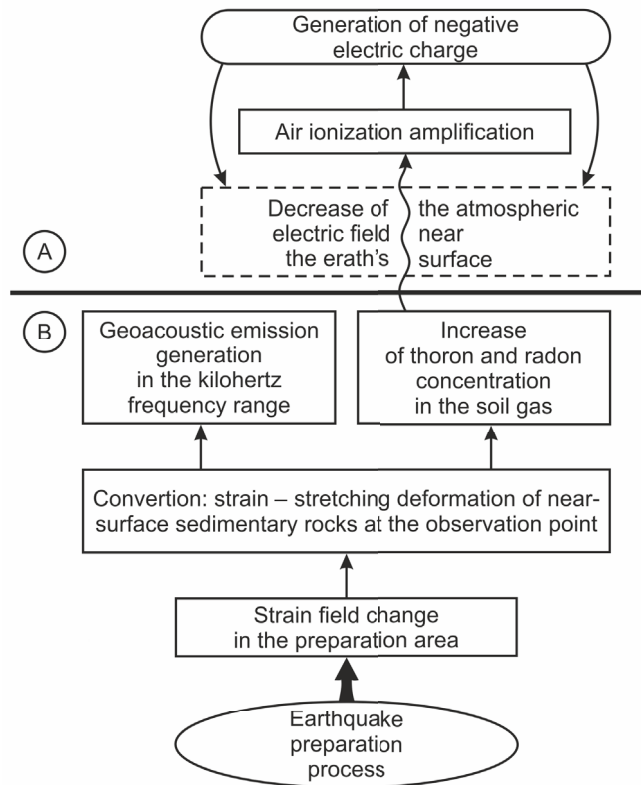 Generation of negative
electric charge
Air ionization amplification
Decrease of the atmospheric
electric field near
the erath's surface
A
B
Geoacoustic emission
generation
in the kilohertz
frequency range
Increase
of thoron and radon
concentration
in the soil gas
Convertion: strain – stretching deformation of near-
surface sedimentary rocks at the observation point
Strain field change
in the preparation area
Earthquake
preparation
process